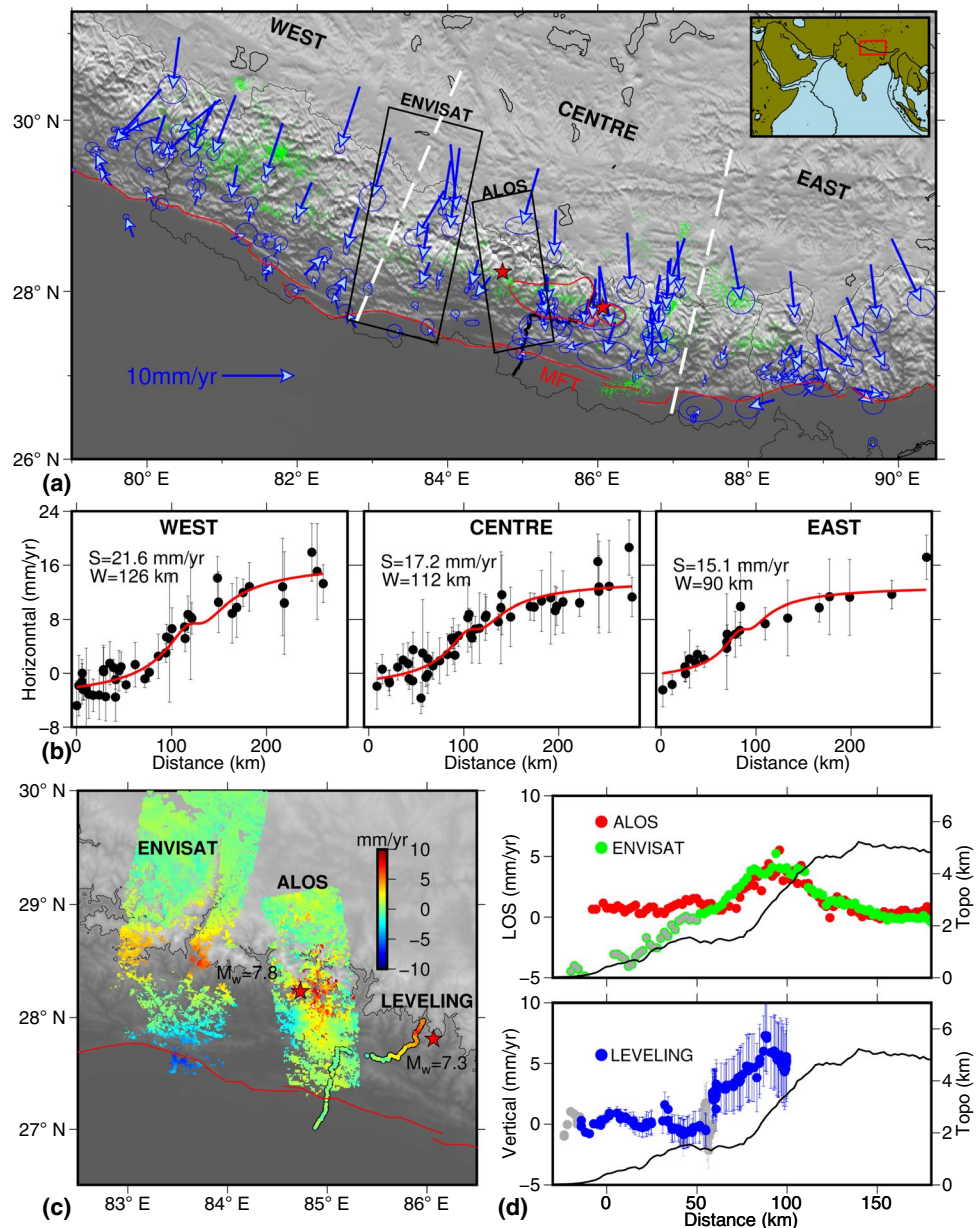 WEST
ENVISAT
CENTRE
ALOS
EAST
30° N
28° N
26° N
10mm/yr
MFT
(a)
80° E 82° E 84° E 86° E 88° E 90° E
WEST
S=21.6 mm/yr
W=126 km
CENTRE
S=17.2 mm/yr
W=112 km
EAST
S=15.1 mm/yr
W=90 km
Horizonntal (mm/yr)
24
16
8
0
−8
0 100 200
0 100 200
0 100 200
(b)
Distance (km)
Distance (km)
Distance (km)
30° N
29° N
28° N
27° N
ENVISAT
ALOS
mm/yr
10
5
0
−5
−10
Mw=7.8
LEVELING
Mw=7.3
(c)
83° E 84° E 85° E 86° E
10
5
0
−5
LOS (mm/yr)
ALOS
ENVISAT
6
4
2
0
Topo (km)
10
5
0
−5
Vertical (mm/yr)
LEVELING
6
4
2
0
Topo (km)
0 50 100 150
(d)
Distance (km)